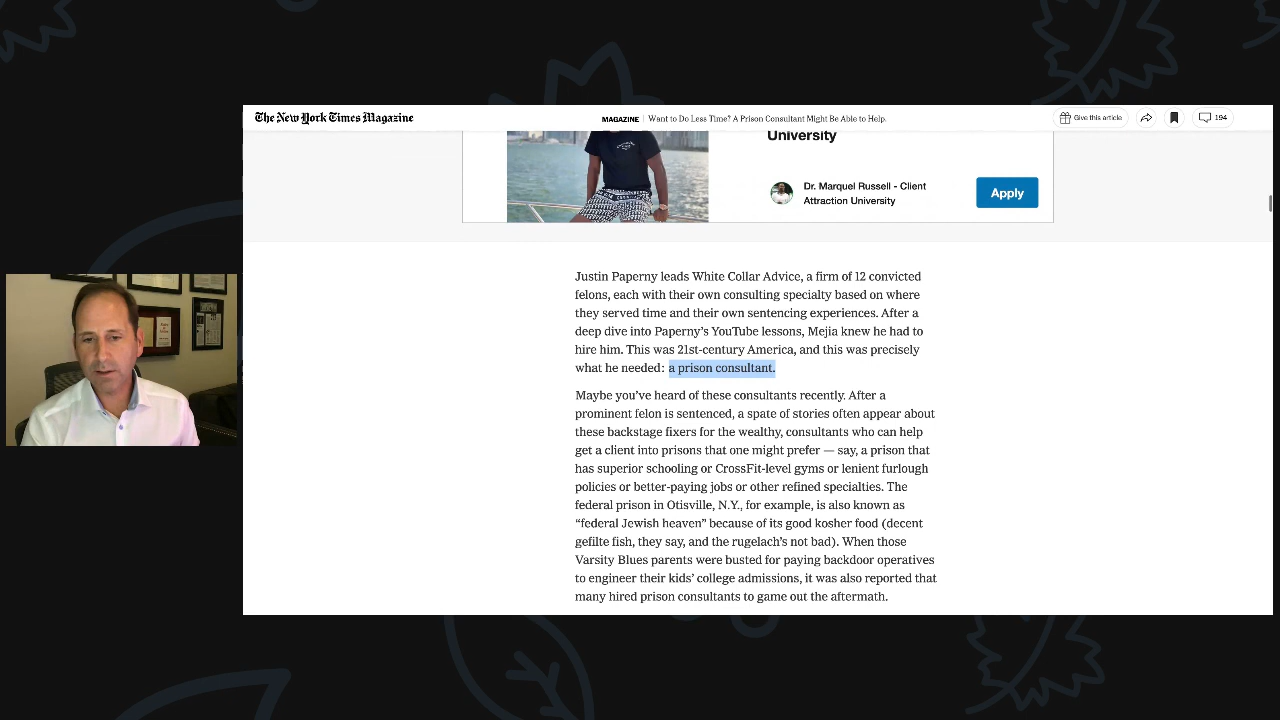 The New York Times Magazine
MAGAZINE | Want to Do Less Time? A Prison Consultant Might Be Able to Help.
Give this article
194
University
Dr. Marquel Russell - Client
Attraction University
Apply
Justin Paperny leads White Collar Advice, a firm of 12 convicted
felons, each with their own consulting specialty based on where
they served time and their own sentencing experiences. After a
deep dive into Paperny’s YouTube lessons, Mejia knew he had to
hire him. This was 21st-century America, and this was precisely
what he needed: a prison consultant.
Maybe you’ve heard of these consultants recently. After a
prominent felon is sentenced, a spate of stories often appear about
these backstage fixers for the wealthy, consultants who can help
get a client into prisons that one might prefer — say, a prison that
has superior schooling or CrossFit-level gyms or lenient furlough
policies or better-paying jobs or other refined specialties. The
federal prison in Otisville, N.Y., for example, is also known as
“federal Jewish heaven” because of its good kosher food (decent
gefilte fish, they say, and the rugelach’s not bad). When those
Varsity Blues parents were busted for paying backdoor operatives
to engineer their kids’ college admissions, it was also reported that
many hired prison consultants to game out the aftermath.